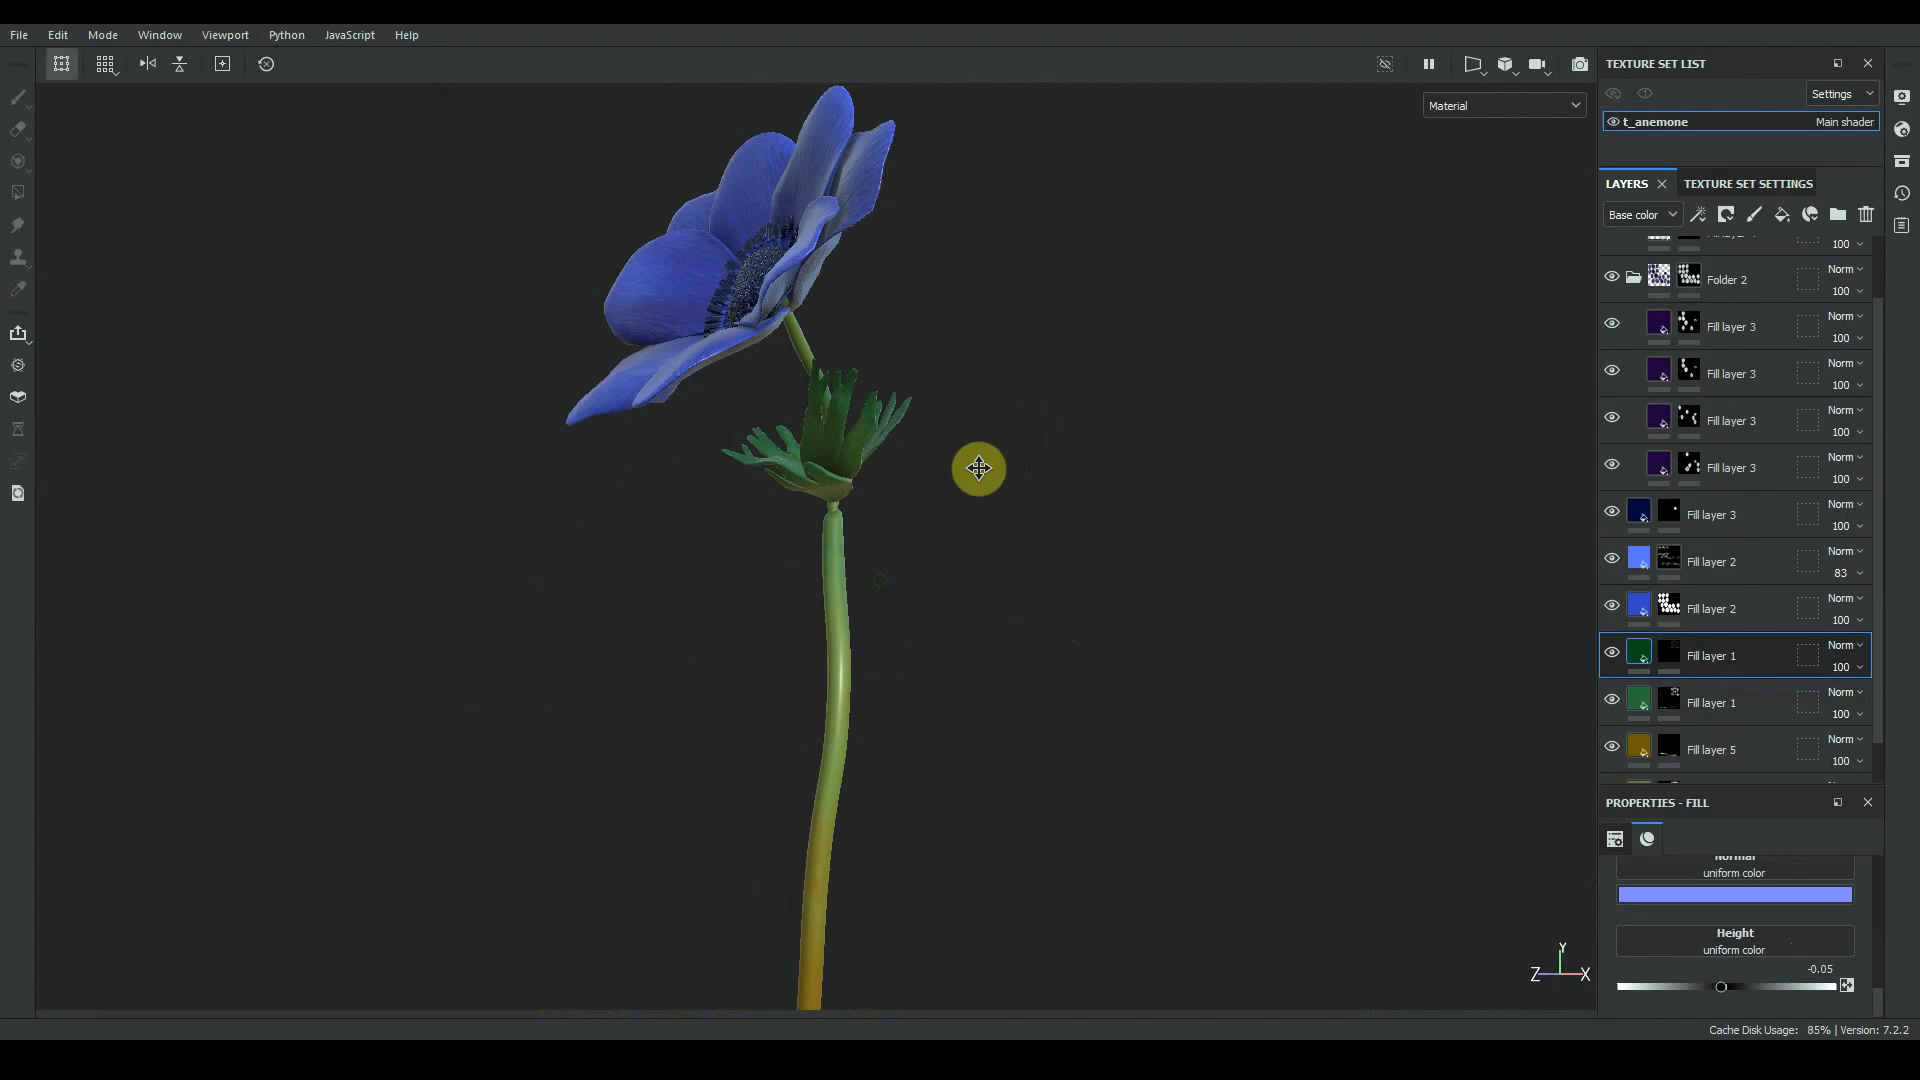 File Edit Mode Window Viewport Python JavaScript Help
TEXTURE SET LIST
Settings
t_anemone Main shader
Material
LAYERS TEXTURE SET SETTINGS
Base color
100
Folder 2 Norm 100
Fill layer 3 Norm 100
Fill layer 3 Norm 100
Fill layer 3 Norm 100
Fill layer 3 Norm 100
Fill layer 3 Norm 100
Fill layer 2 Norm 83
Fill layer 2 Norm 100
Fill layer 1 Norm 100
Fill layer 1 Norm 100
Fill layer 5 Norm 100
PROPERTIES - FILL
Normal
uniform color
Height
uniform color
-0.05
Y
Z X
Cache Disk Usage: 85% | Version: 7.2.2